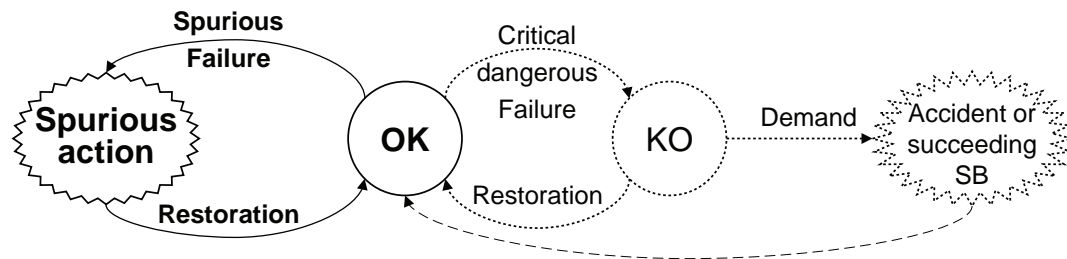 Spurious
Failure
Spurious
action
Restoration
OK
Critical
dangerous
Failure
Restoration
KO
Demand
Accident or
succeeding
SB